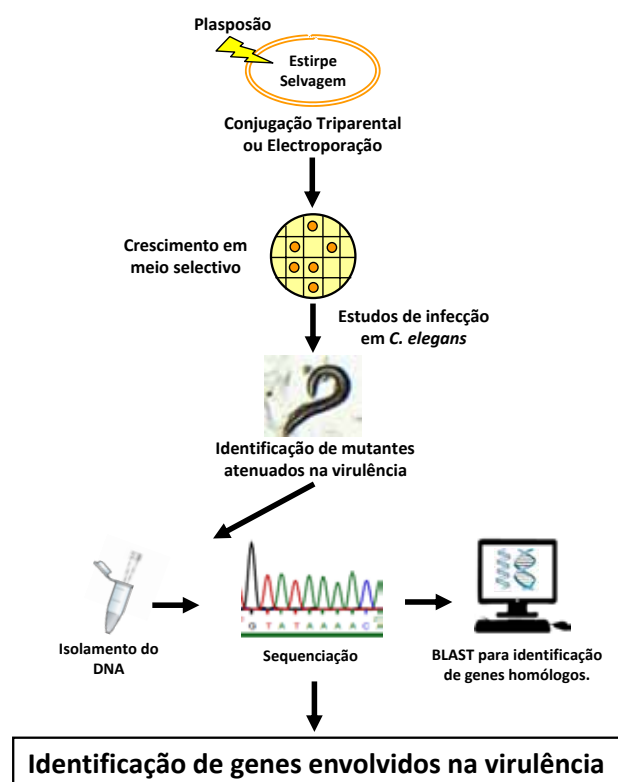 Plasposão
Estirpe
Selvagem
Conjugação Triparental
ou Electroporação
Crescimento em
meio selectivo
Estudos de infecção
em C. elegans
Identificação de mutantes
atenuados na virulência
G T A T A A A A C A
Isolamento do
DNA
Sequenciação
BLAST para identificação
de genes homólogos.
Identificação de genes envolvidos na virulência